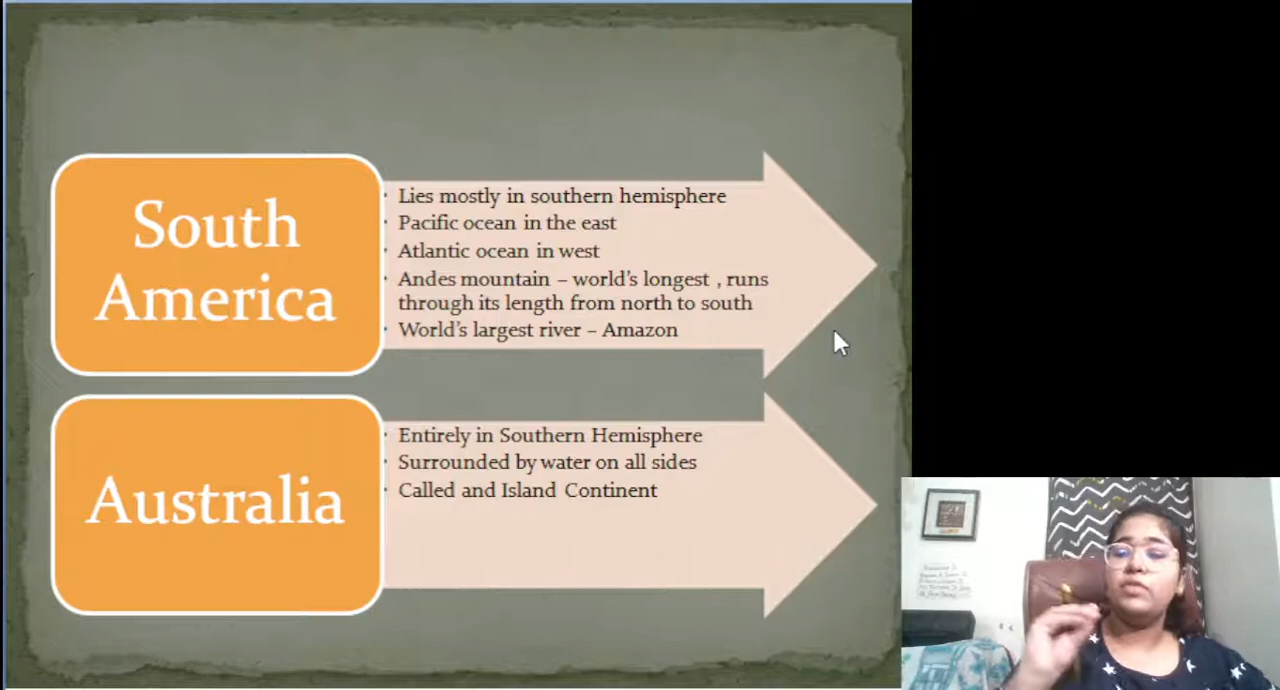 South
America
Lies mostly in southern hemisphere
Pacific ocean in the east
Atlantic ocean in west
Andes mountain – world's longest , runs
through its length from north to south
World's largest river – Amazon
Australia
Entirely in Southern Hemisphere
Surrounded by water on all sides
Called and Island Continent